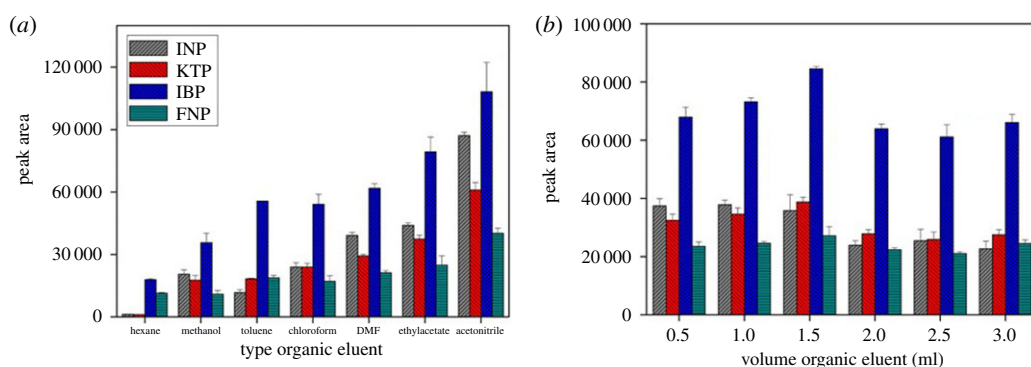 (a)
INP
KTP
IBP
FNP
120 000
90 000
60 000
30 000
0
peak area
hexane methanol toluene chloroform DMF ethylacetate acetonitrile
type organic eluent
(b)
100 000
80 000
60 000
40 000
20 000
0
peak area
0.5 1.0 1.5 2.0 2.5 3.0
volume organic eluent (ml)